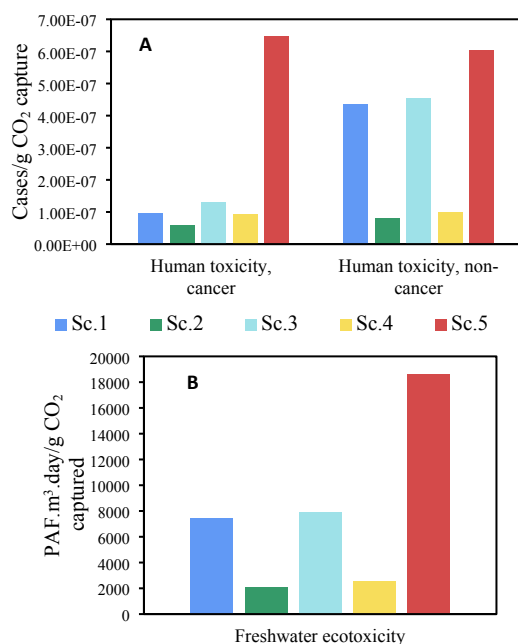 7.00E-07
A
6.00E-07
5.00E-07
4.00E-07
3.00E-07
2.00E-07
1.00E-07
0.00E+00
Cases/g CO₂ capture
Human toxicity,
cancer
Human toxicity, non-
cancer
Sc.1 Sc.2 Sc.3 Sc.4 Sc.5
20000
B
18000
16000
14000
12000
10000
8000
6000
4000
2000
0
PAF.m³.day/g CO₂
captured
Freshwater ecotoxicity